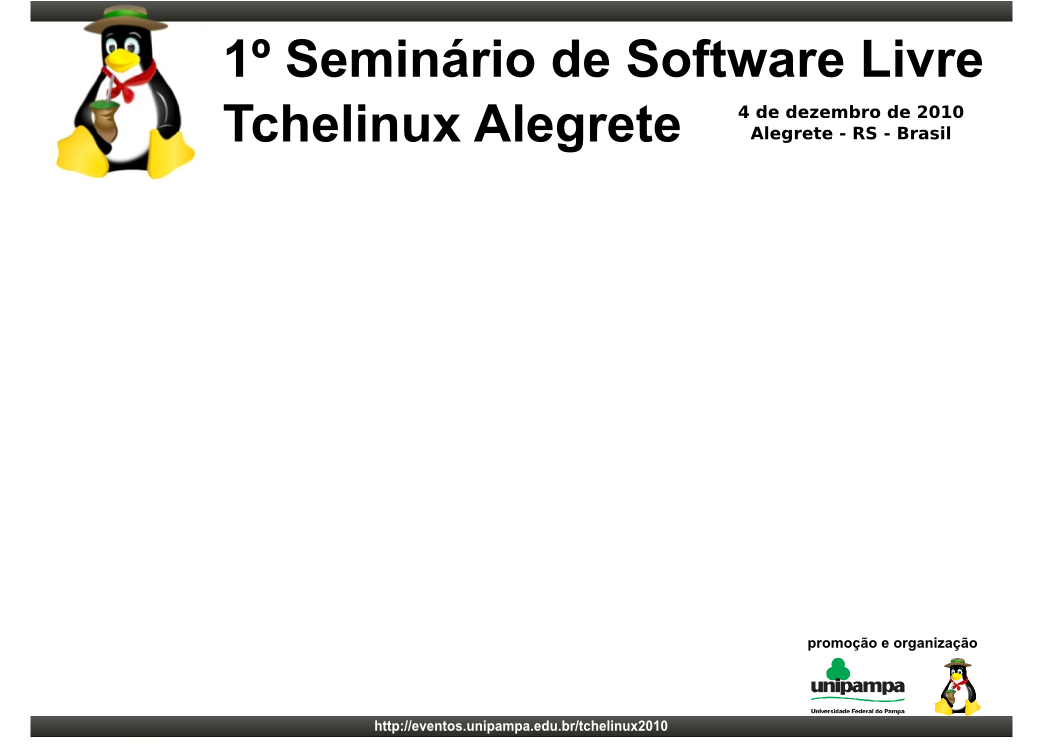 1º Seminário de Software Livre
Tchelinux Alegrete
4 de dezembro de 2010
Alegrete - RS - Brasil
promoção e organização
unipampa
Universidade Federal do Pampa
http://eventos.unipampa.edu.br/tchelinux2010